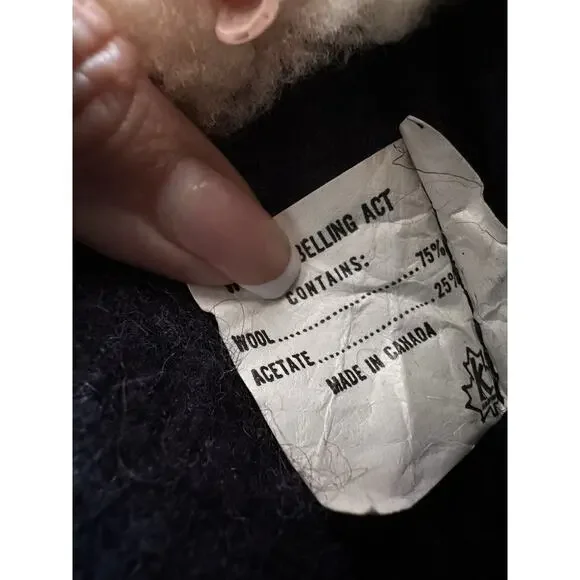 BELLING ACT
CONTAINS:
WOOL....................75%
ACETATE................25%
MADE IN CANADA
K